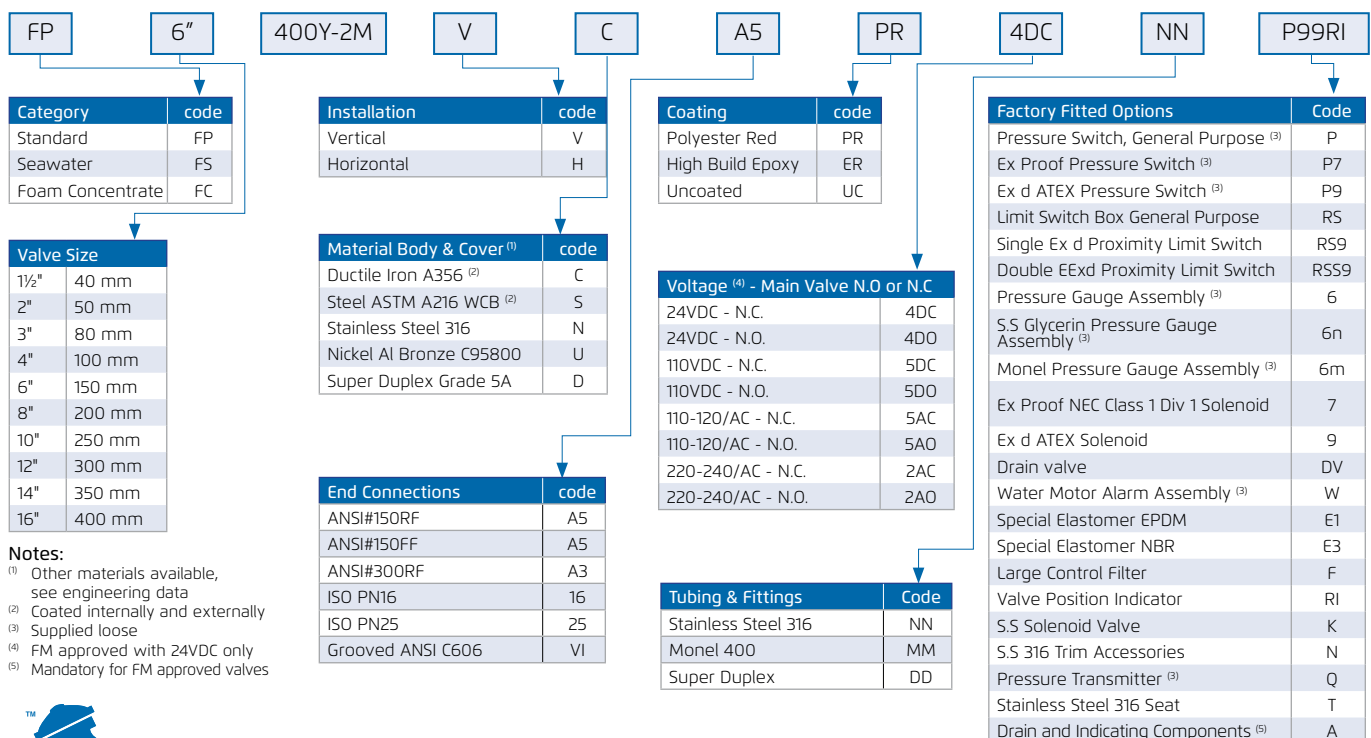 FP 6″ 400Y-2M V C A5 PR 4DC NN P99RI
Category code
Standard FP
Seawater FS
Foam Concentrate FC
Valve Size
1½" 40 mm
2" 50 mm
3" 80 mm
4" 100 mm
6" 150 mm
8" 200 mm
10" 250 mm
12" 300 mm
14" 350 mm
16" 400 mm
Notes:
(1) Other materials available,
see engineering data
(2) Coated internally and externally
(3) Supplied loose
(4) FM approved with 24VDC only
(5) Mandatory for FM approved valves
TM
Installation code
Vertical V
Horizontal H
Material Body & Cover (1) code
Ductile Iron A356 (2) C
Steel ASTM A216 WCB (2) S
Stainless Steel 316 N
Nickel Al Bronze C95800 U
Super Duplex Grade 5A D
End Connections code
ANSI#150RF A5
ANSI#150FF A5
ANSI#300RF A3
ISO PN16 16
ISO PN25 25
Grooved ANSI C606 VI
Coating code
Polyester Red PR
High Build Epoxy ER
Uncoated UC
Voltage (4) - Main Valve N.O or N.C
24VDC - N.C. 4DC
24VDC - N.O. 4DO
110VDC - N.C. 5DC
110VDC - N.O. 5DO
110-120/AC - N.C. 5AC
110-120/AC - N.O. 5AO
220-240/AC - N.C. 2AC
220-240/AC - N.O. 2AO
Tubing & Fittings Code
Stainless Steel 316 NN
Monel 400 MM
Super Duplex DD
Factory Fitted Options Code
Pressure Switch, General Purpose (3) P
Ex Proof Pressure Switch (3) P7
Ex d ATEX Pressure Switch (3) P9
Limit Switch Box General Purpose RS
Single Ex d Proximity Limit Switch RS9
Double EExd Proximity Limit Switch RSS9
Pressure Gauge Assembly (3) 6
S.S Glycerin Pressure Gauge
Assembly (3) 6n
Monel Pressure Gauge Assembly (3) 6m
Ex Proof NEC Class 1 Div 1 Solenoid 7
Ex d ATEX Solenoid 9
Drain valve DV
Water Motor Alarm Assembly (3) W
Special Elastomer EPDM E1
Special Elastomer NBR E3
Large Control Filter F
Valve Position Indicator RI
S.S Solenoid Valve K
S.S 316 Trim Accessories N
Pressure Transmitter (3) Q
Stainless Steel 316 Seat T
Drain and Indicating Components (5) A